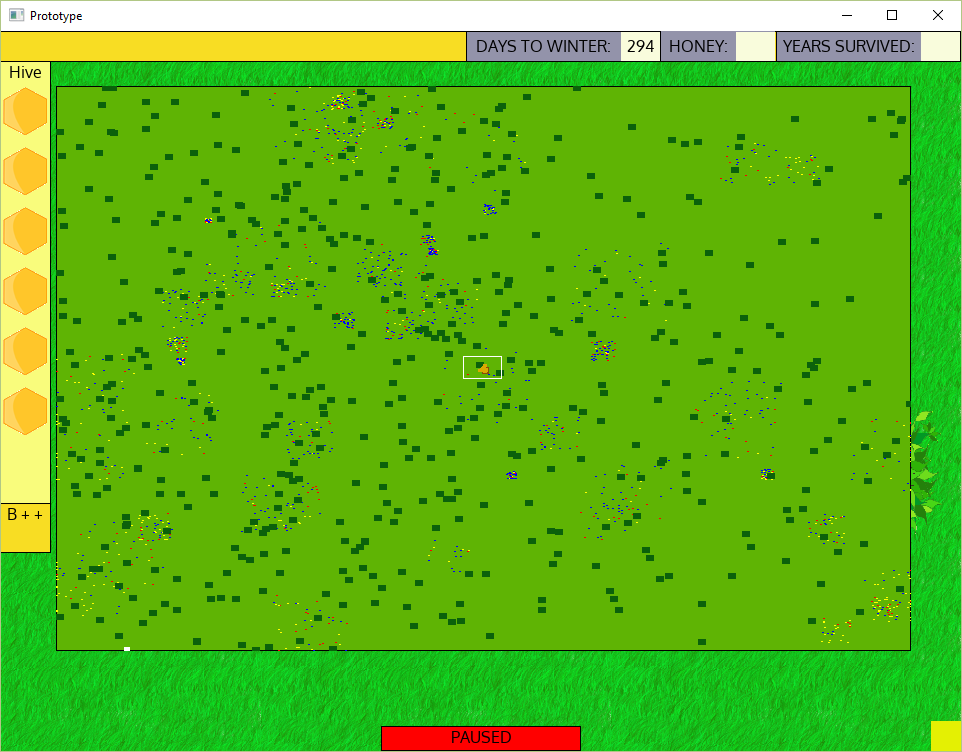 Prototype
DAYS TO WINTER: 294 HONEY: YEARS SURVIVED:
Hive
B + +
PAUSED